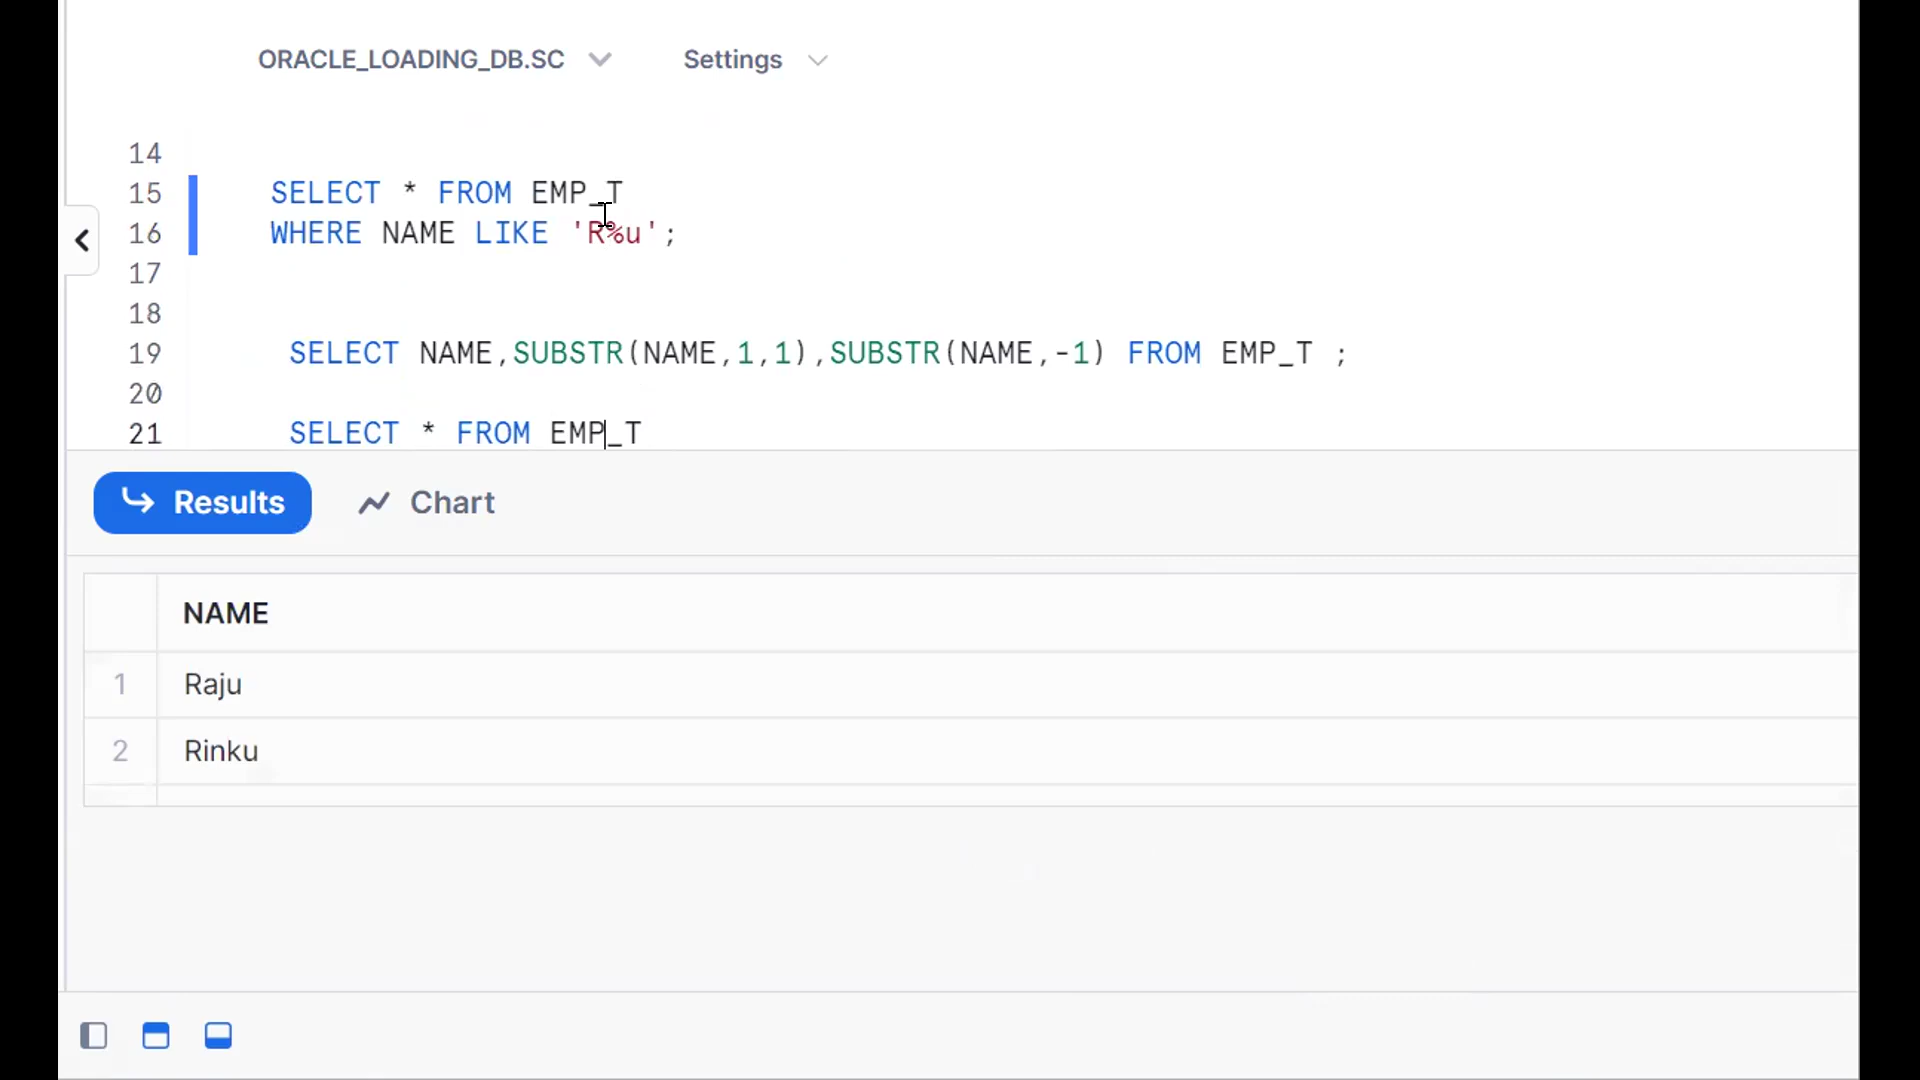 ORACLE_LOADING_DB.SC Settings
14
15 SELECT * FROM EMP_T
16 WHERE NAME LIKE 'R%u';
17
18
19 SELECT NAME,SUBSTR(NAME,1,1),SUBSTR(NAME,-1) FROM EMP_T ;
20
21 SELECT * FROM EMP_T
Results Chart
NAME
1 Raju
2 Rinku